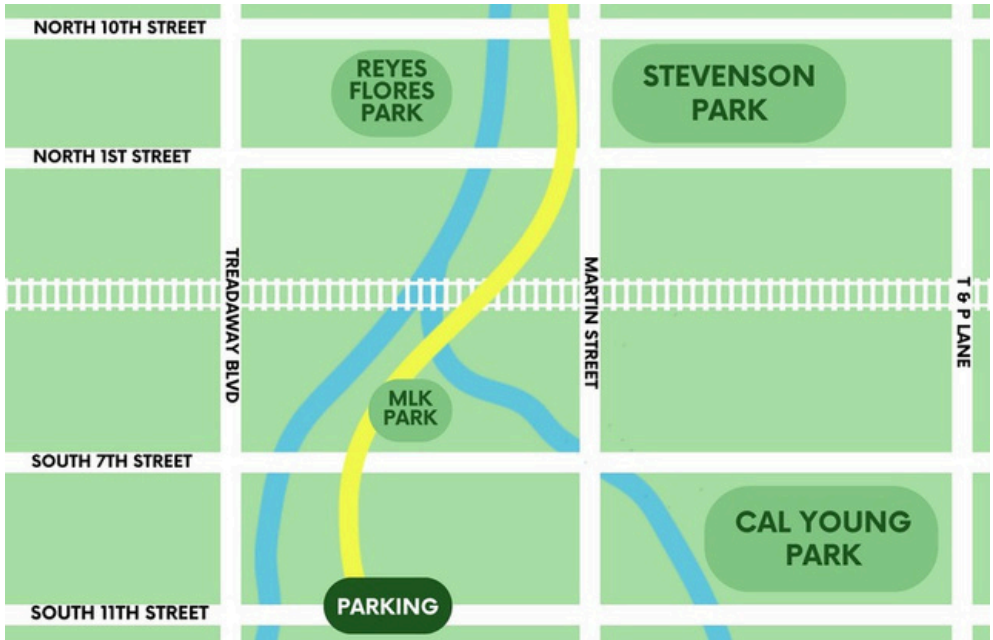 NORTH 10TH STREET
REYES
FLORES
PARK
STEVENSON
PARK
NORTH 1ST STREET
TREADAWAY BLVD
MARTIN STREET
T & P LANE
MLK
PARK
SOUTH 7TH STREET
CAL YOUNG
PARK
PARKING
SOUTH 11TH STREET